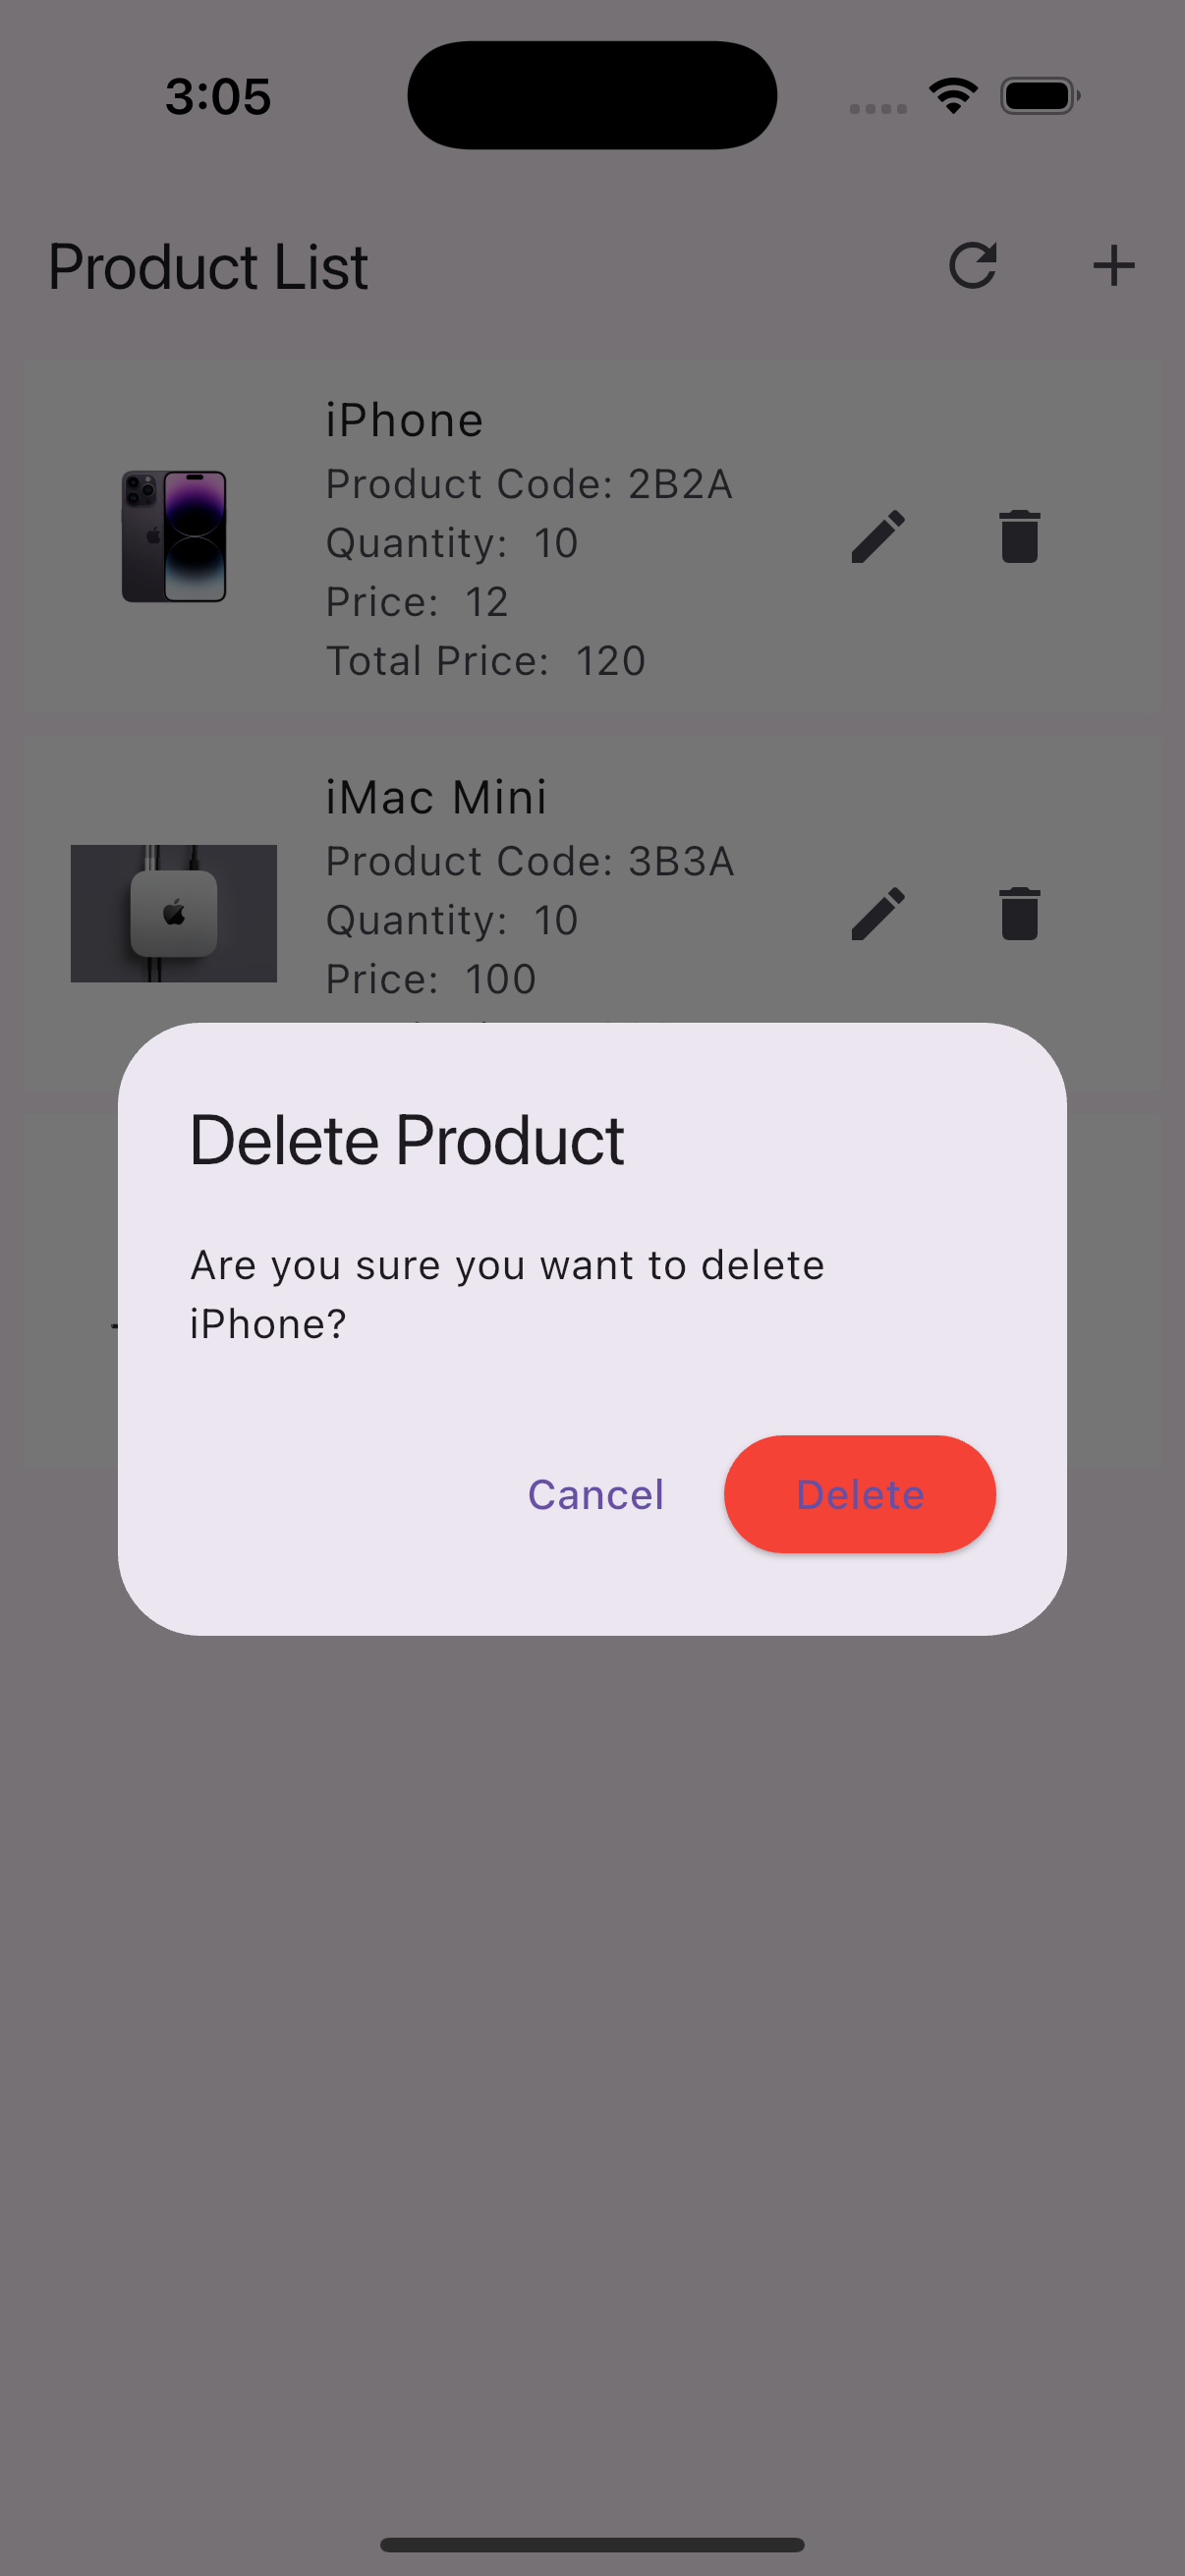 3:05
Product List
iPhone
Product Code: 2B2A
Quantity: 10
Price: 12
Total Price: 120
iMac Mini
Product Code: 3B3A
Quantity: 10
Price: 100
Delete Product
Are you sure you want to delete
iPhone?
Cancel
Delete